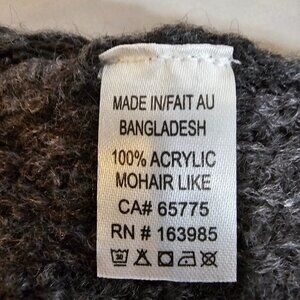 MADE IN/FAIT AU
BANGLADESH
100% ACRYLIC
MOHAIR LIKE
CA# 65775
RN # 163985